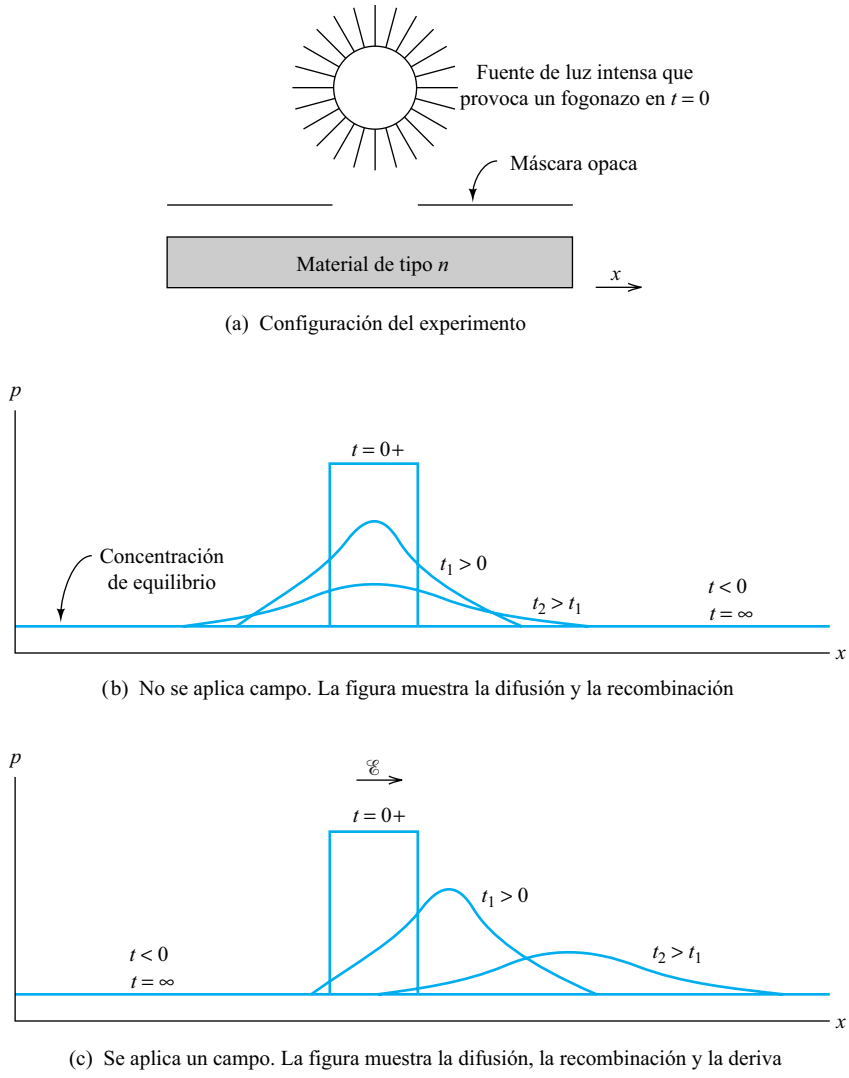 Fuente de luz intensa que
provoca un fogonazo en t = 0
Máscara opaca
Material de tipo n
x
(a) Configuración del experimento
p
t = 0+
Concentración
de equilibrio
t₁ > 0
t₂ > t₁
t < 0
t = ∞
x
(b) No se aplica campo. La figura muestra la difusión y la recombinación
p
ℰ
t = 0+
t₁ > 0
t < 0
t = ∞
t₂ > t₁
x
(c) Se aplica un campo. La figura muestra la difusión, la recombinación y la deriva